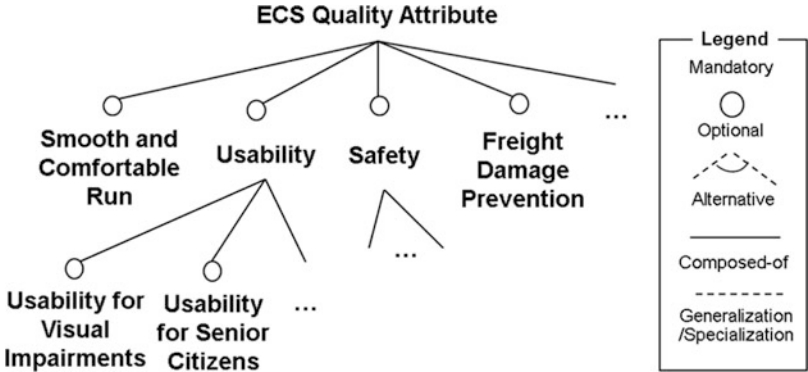 ECS Quality Attribute
Smooth and
Comfortable
Run
Usability
Safety
Freight
Damage
Prevention
...
Usability for
Visual
Impairments
Usability
for Senior
Citizens
...
...
Legend
Mandatory
Optional
Alternative
Composed-of
Generalization
/Specialization